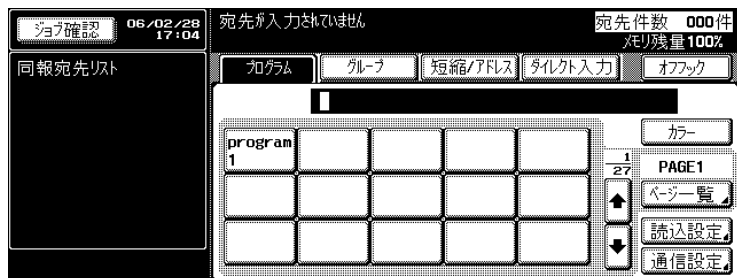 ジョブ確認
06/02/28
17:04
宛先が入力されていません
宛先件数 000件
メモリ残量100%
同報宛先リスト
プログラム
グループ
短縮/アドレス
ダイレクト入力
オフフック
program
1
カラー
1
27
PAGE1
ページ一覧
読込設定
通信設定